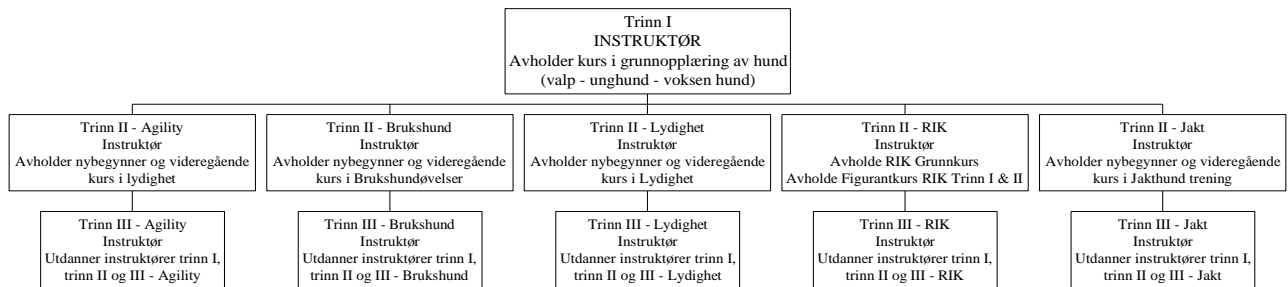 Trinn I
INSTRUKTØR
Avholder kurs i grunnopplæring av hund
(valp - unghund - voksen hund)
Trinn II - Agility
Instruktør
Avholder nybegynner og videregående
kurs i lydighet
Trinn II - Brukshund
Instruktør
Avholder nybegynner og videregående
kurs i Brukshundøvelser
Trinn II - Lydighet
Instruktør
Avholder nybegynner og videregående
kurs i Lydighet
Trinn II - RIK
Instruktør
Avholde RIK Grunnkurs
Avholde Figurantkurs RIK Trinn I & II
Trinn II - Jakt
Instruktør
Avholder nybegynner og videregående
kurs i Jakthund trening
Trinn III - Agility
Instruktør
Utdanner instruktører trinn I,
trinn II og III - Agility
Trinn III - Brukshund
Instruktør
Utdanner instruktører trinn I,
trinn II og III - Brukshund
Trinn III - Lydighet
Instruktør
Utdanner instruktører trinn I,
trinn II og III - Lydighet
Trinn III - RIK
Instruktør
Utdanner instruktører trinn I,
trinn II og III - RIK
Trinn III - Jakt
Instruktør
Utdanner instruktører trinn I,
trinn II og III - Jakt